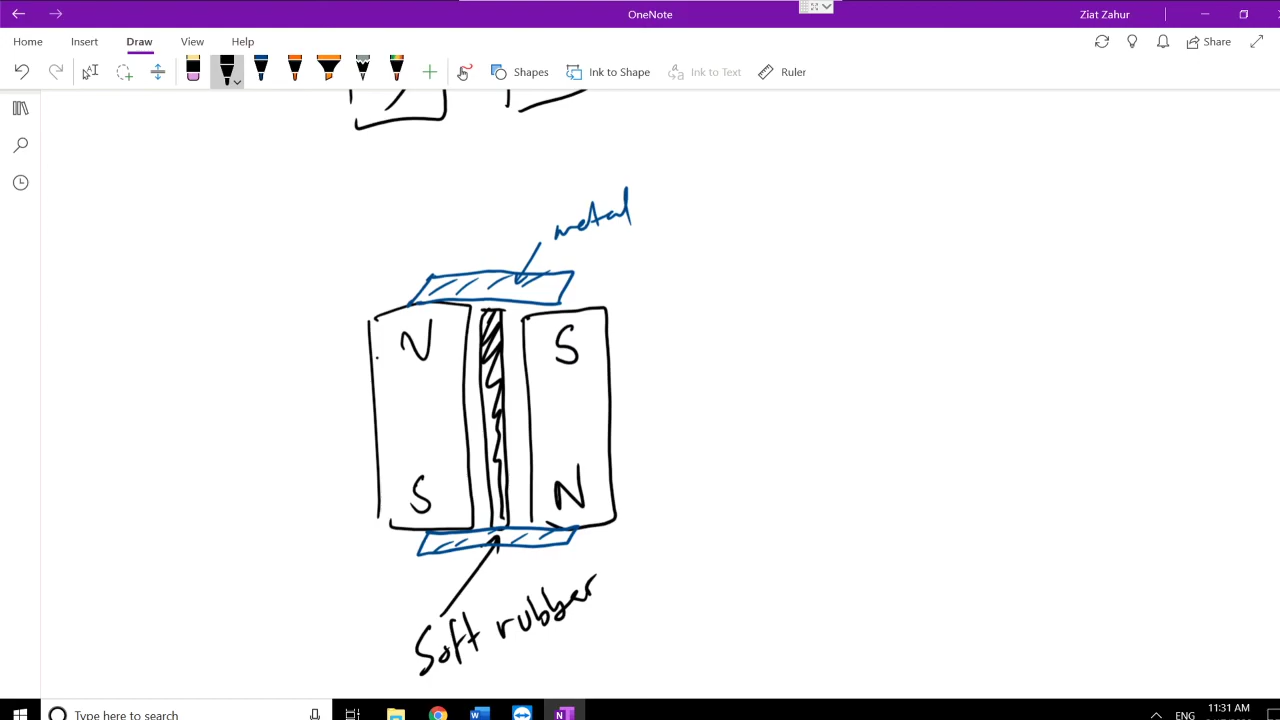 OneNote
Ziat Zahur
Home Insert Draw View Help
Share
Shapes Ink to Shape Ink to Text Ruler
metal
N S
S N
Soft rubber
Type here to search
11:31 AM
ENG